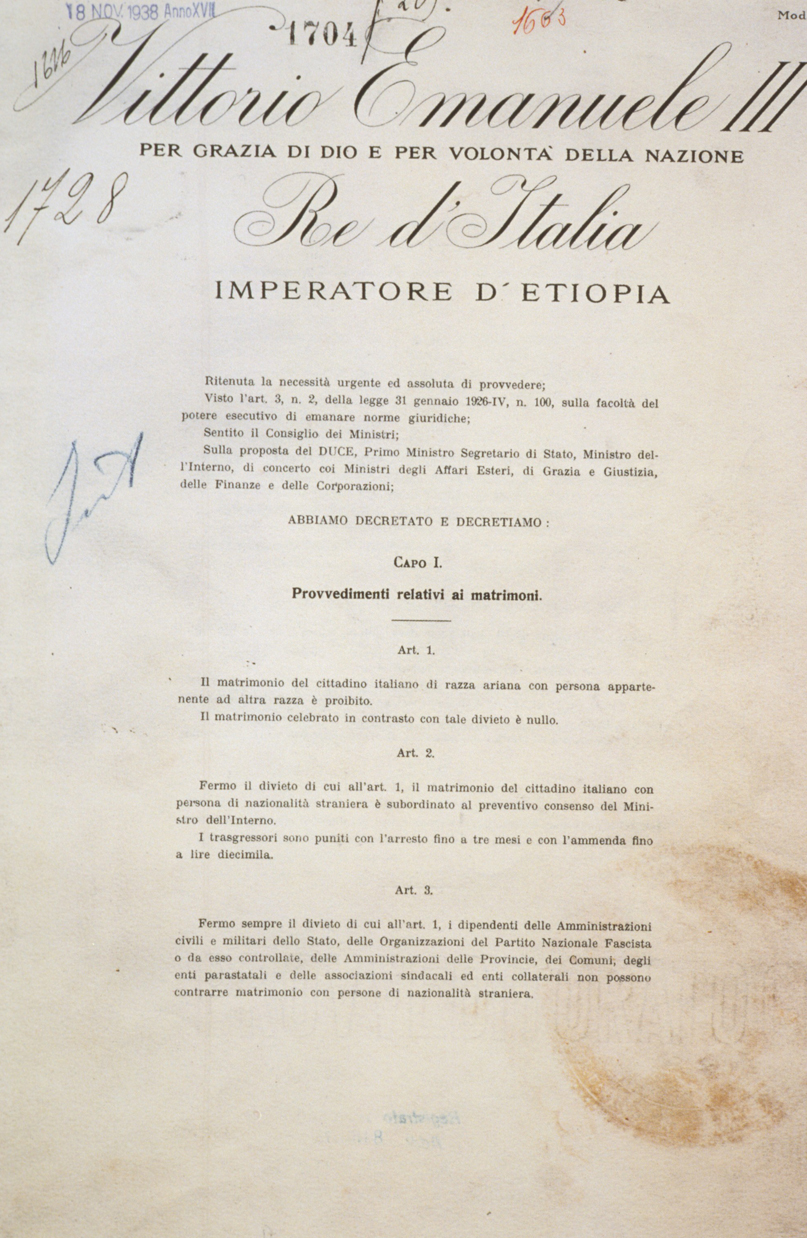 18 NOV. 1938 Anno XVII
1704
1663
Mod
1616
Vittorio Emanuele III
PER GRAZIA DI DIO E PER VOLONTÀ DELLA NAZIONE
1728
Re d'Italia
IMPERATORE D'ETIOPIA
Ritenuta la necessità urgente ed assoluta di provvedere;
Visto l'art. 3, n. 2, della legge 31 gennaio 1926-IV, n. 100, sulla facoltà del
potere esecutivo di emanare norme giuridiche;
Sentito il Consiglio dei Ministri;
Sulla proposta del DUCE, Primo Ministro Segretario di Stato, Ministro del-
l'Interno, di concerto coi Ministri degli Affari Esteri, di Grazia e Giustizia,
delle Finanze e delle Corporazioni;
ABBIAMO DECRETATO E DECRETIAMO :
CAPO I.
Provvedimenti relativi ai matrimoni.
Art. 1.
Il matrimonio del cittadino italiano di razza ariana con persona apparte-
nente ad altra razza è proibito.
Il matrimonio celebrato in contrasto con tale divieto è nullo.
Art. 2.
Fermo il divieto di cui all'art. 1, il matrimonio del cittadino italiano con
persona di nazionalità straniera è subordinato al preventivo consenso del Mini-
stro dell'Interno.
I trasgressori sono puniti con l'arresto fino a tre mesi e con l'ammenda fino
a lire diecimila.
Art. 3.
Fermo sempre il divieto di cui all'art. 1, i dipendenti delle Amministrazioni
civili e militari dello Stato, delle Organizzazioni del Partito Nazionale Fascista
o da esso controllate, delle Amministrazioni delle Provincie, dei Comuni, degli
enti parastatali e delle associazioni sindacali ed enti collaterali non possono
contrarre matrimonio con persone di nazionalità straniera.